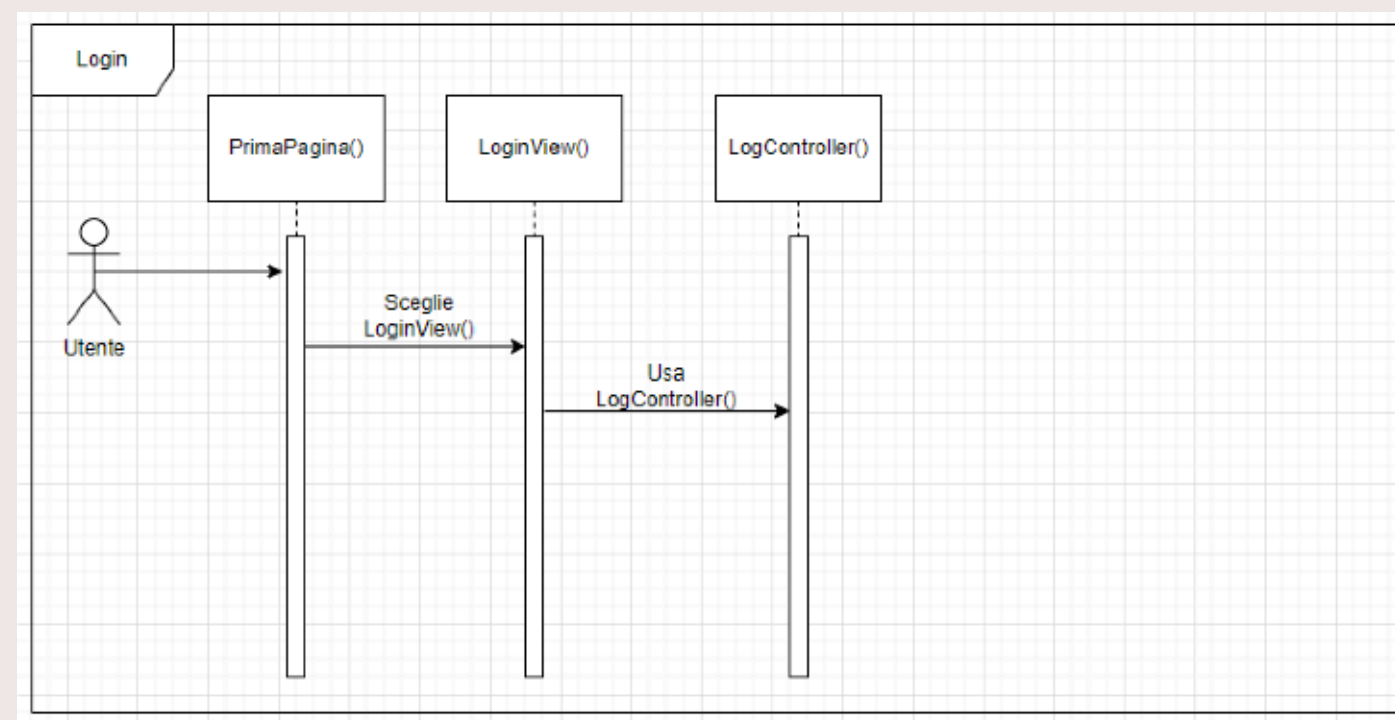 Login
PrimaPagina()
LoginView()
LogController()
Utente
Sceglie
LoginView()
Usa
LogController()